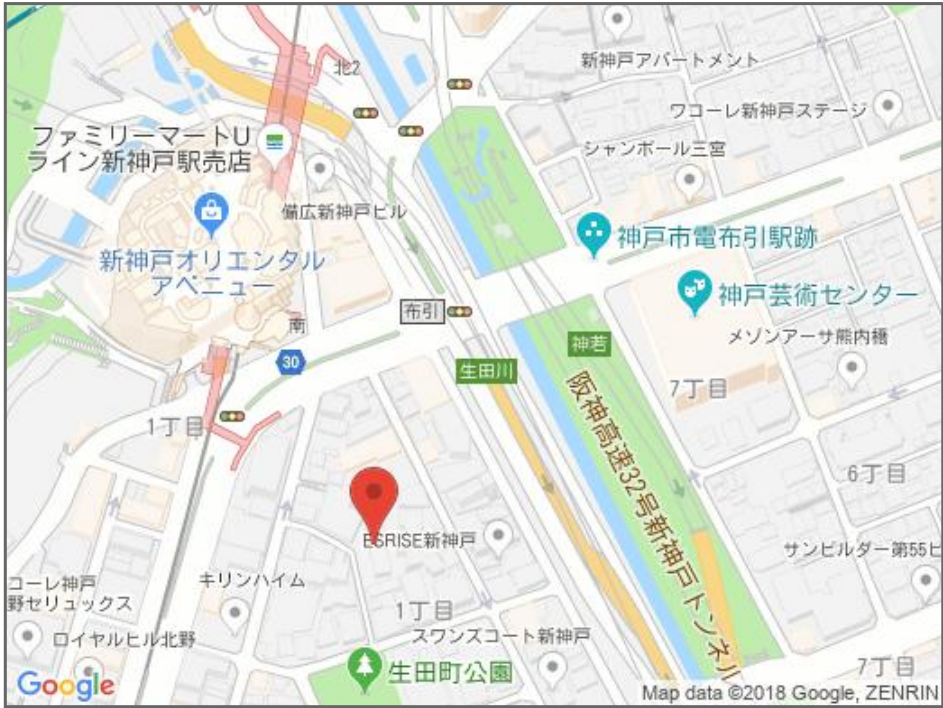 新神戸アパートメント
北2
ワコーレ新神戸ステージ
ファミリーマートU
ライン新神戸駅売店
シャンボール三宮
備広新神戸ビル
神戸市電布引駅跡
新神戸オリエンタル
アベニュー
神戸芸術センター
布引
南
メゾンアーサ熊内橋
神若
30
生田川
7丁目
阪神高速32号新神戸トンネル
1丁目
6丁目
ESRISE新神戸
サンビルダー第55ビ
コーレ神戸
野セリュックス
キリンハイム
1丁目
ロイヤルヒル北野
スワンズコート新神戸
生田町公園
7丁目
Google
Map data ©2018 Google, ZENRIN